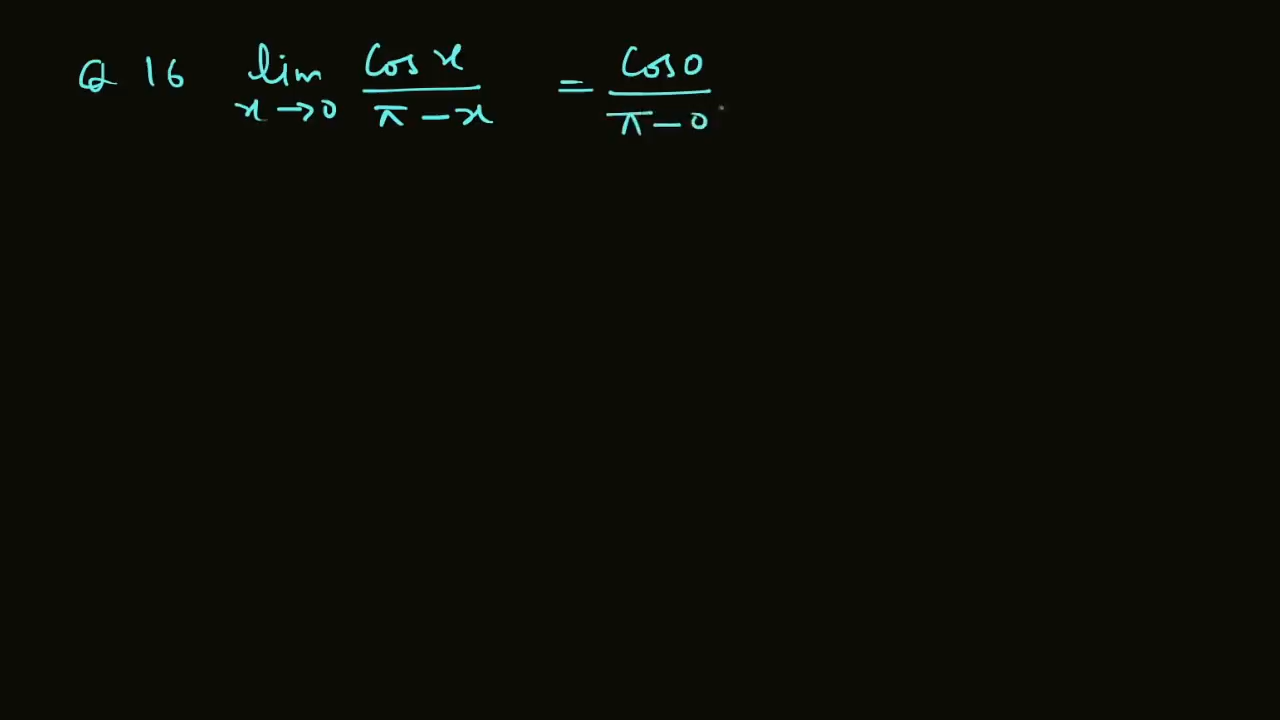 Q 16 lim x→0 Cos x / π - x = Cos 0 / π - 0